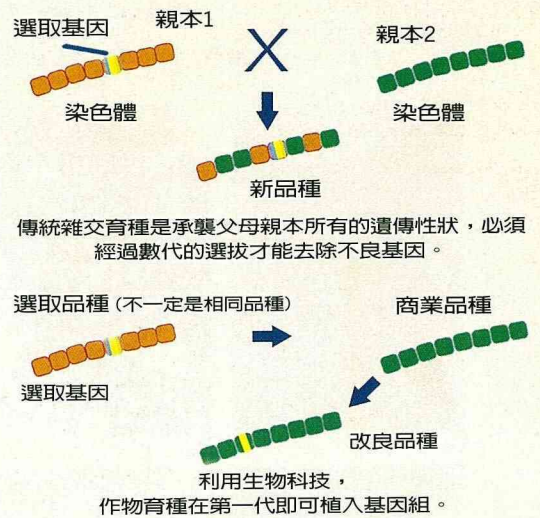 選取基因
親本1
親本2
染色體
染色體
新品種
傳統雜交育種是承襲父母親本所有的遺傳性狀，必須
經過數代的選拔才能去除不良基因。
選取品種(不一定是相同品種)
商業品種
選取基因
改良品種
利用生物科技，
作物育種在第一代即可植入基因組。